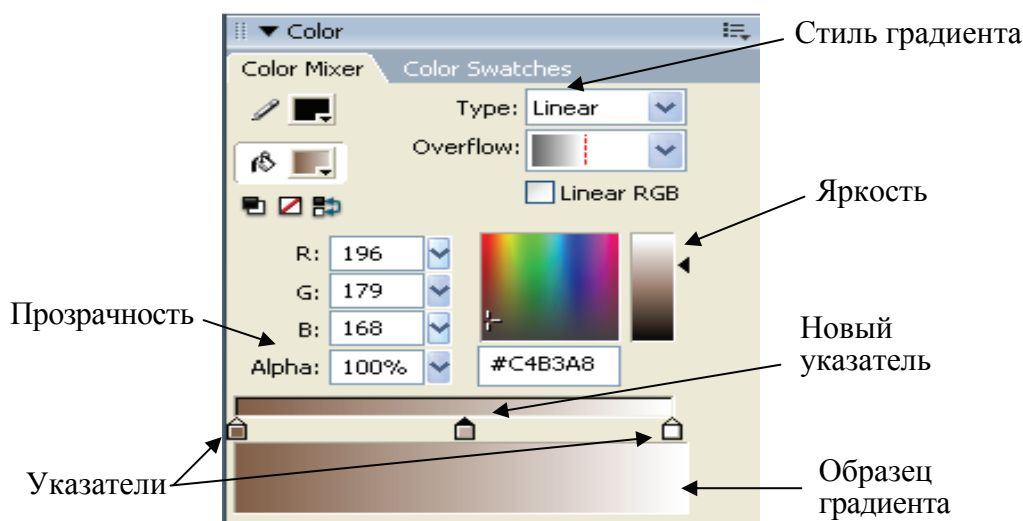 Color
Стиль градиента
Color Mixer
Color Swatches
Type: Linear
Overflow:
Linear RGB
Яркость
R: 196
G: 179
B: 168
Alpha: 100%
#C4B3A8
Прозрачность
Новый
указатель
Указатели
Образец
градиента